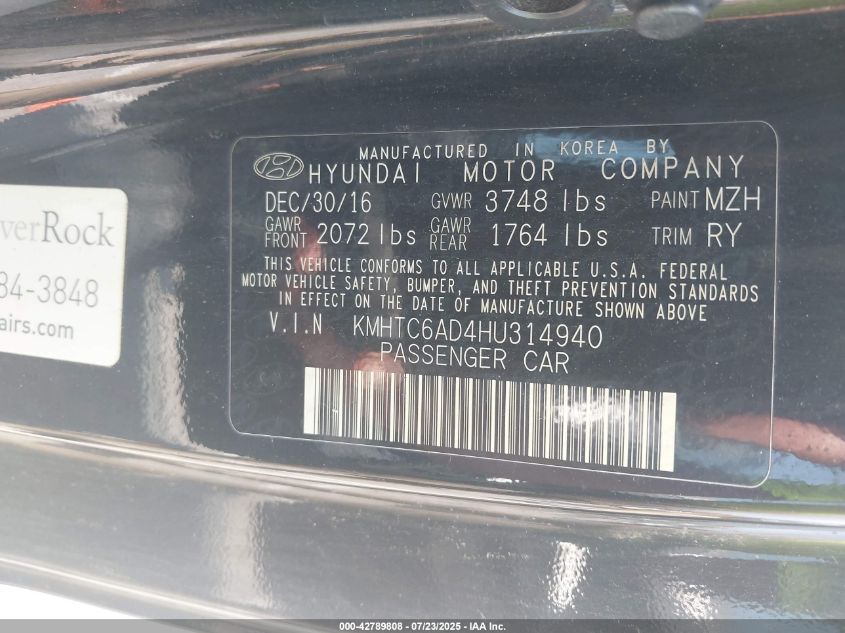 MANUFACTURED IN KOREA BY
HYUNDAI MOTOR COMPANY
DEC/30/16 GVWR 3748 lbs PAINT MZH
GAWR FRONT 2072 lbs GAWR REAR 1764 lbs TRIM RY
THIS VEHICLE CONFORMS TO ALL APPLICABLE U.S.A. FEDERAL
MOTOR VEHICLE SAFETY, BUMPER, AND THEFT PREVENTION STANDARDS
IN EFFECT ON THE DATE OF MANUFACTURE SHOWN ABOVE
V.I.N KMHTC6AD4HU314940
PASSENGER CAR
verRock
84-3848
airs.com
000-42789808 - 07/23/2025 - IAA Inc.